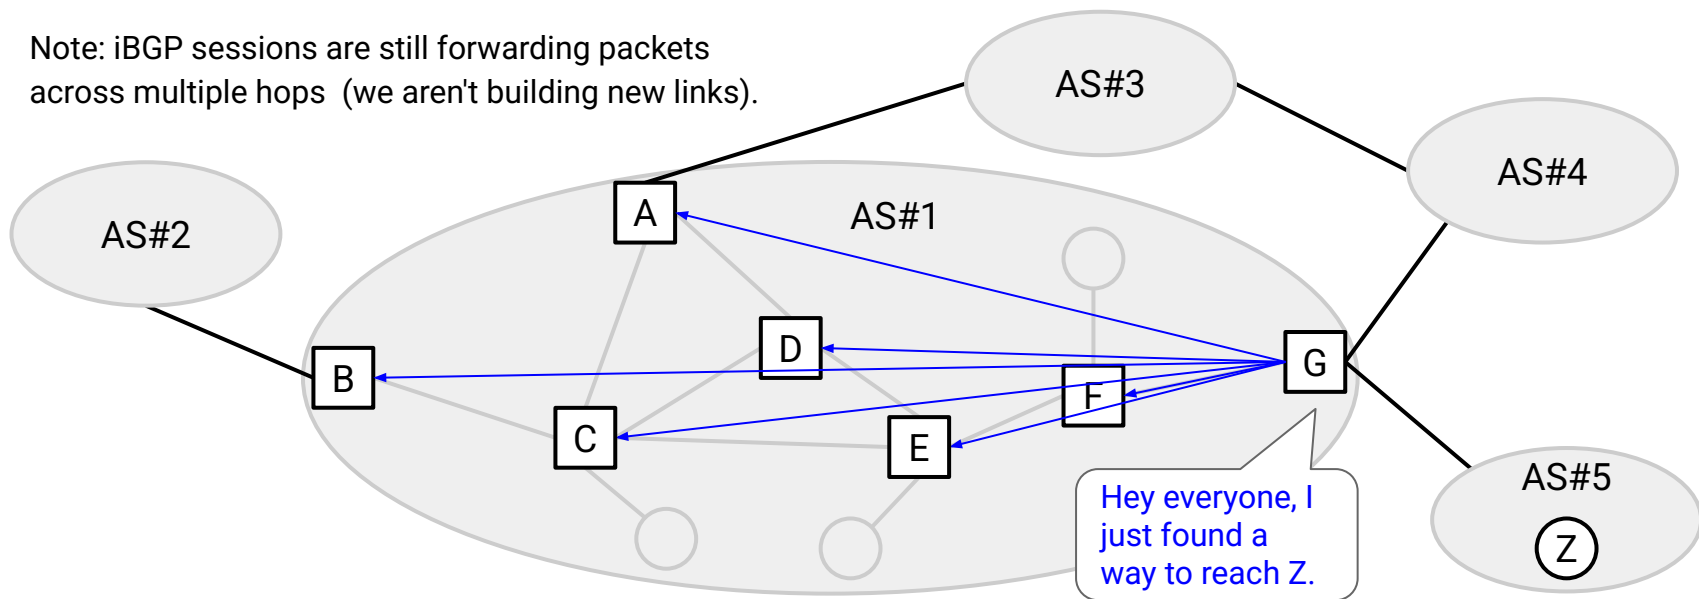 Note: iBGP sessions are still forwarding packets
across multiple hops (we aren't building new links).
AS#3
AS#4
AS#2
A
AS#1
D
G
B
F
C
E
Hey everyone, I
just found a
way to reach Z.
AS#5
Z